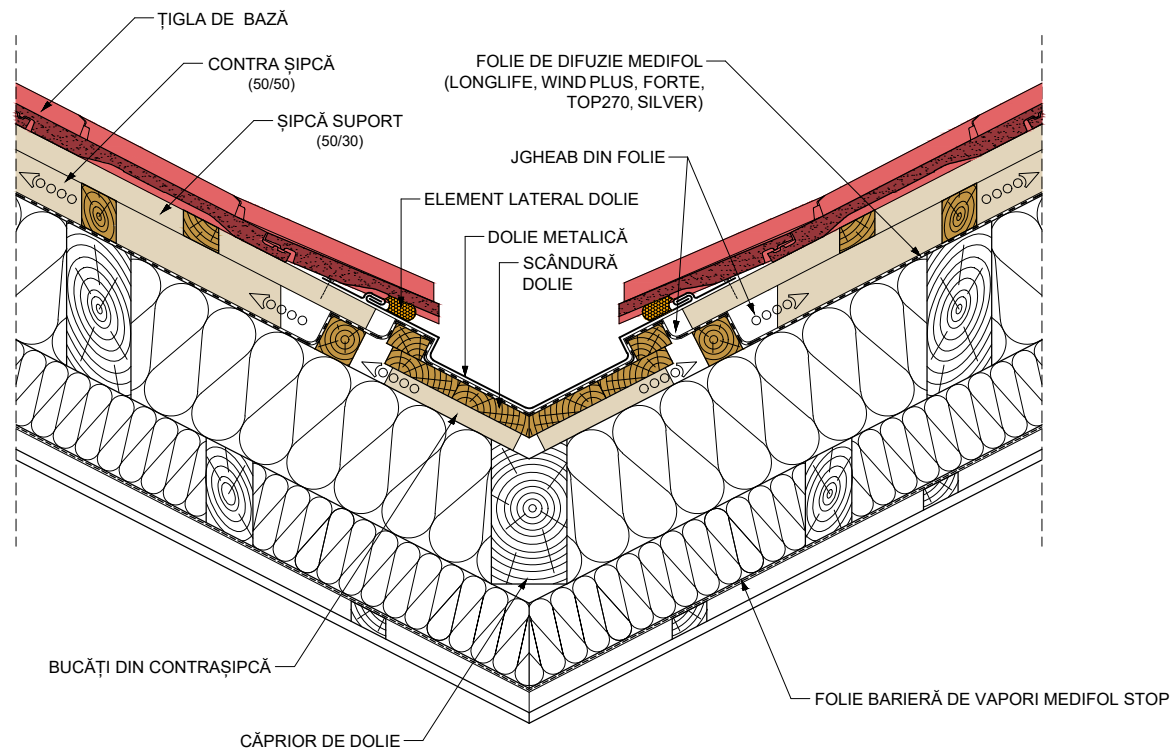 ȚIGLA DE BAZĂ
CONTRA ȘIPCĂ
(50/50)
ȘIPCĂ SUPORT
(50/30)
FOLIE DE DIFUZIE MEDIFOL
(LONGLIFE, WIND PLUS, FORTE,
TOP270, SILVER)
JGHEAB DIN FOLIE
ELEMENT LATERAL DOLIE
DOLIE METALICĂ
SCÂNDURĂ
DOLIE
BUCĂȚI DIN CONTRAȘIPCĂ
CĂPRIOR DE DOLIE
FOLIE BARIERĂ DE VAPORI MEDIFOL STOP